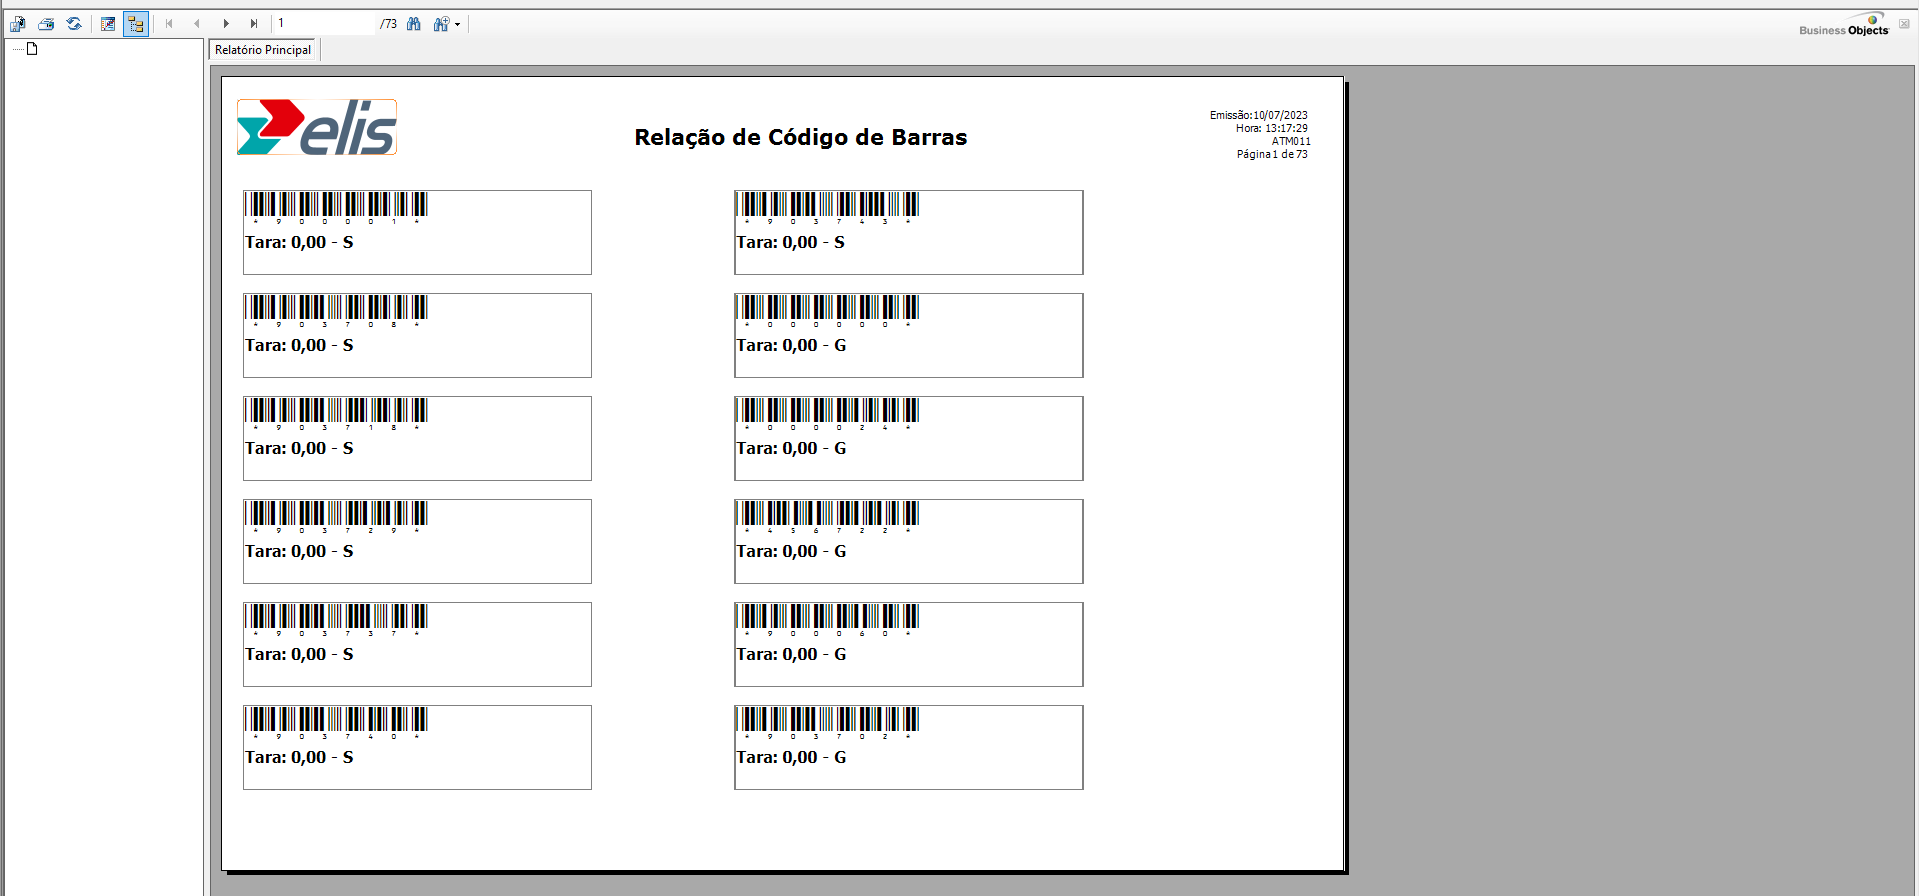 1 /73
Business Objects
Relatório Principal
elis
Relação de Código de Barras
Emissão:10/07/2023
Hora: 13:17:29
ATM011
Página 1 de 73
* 9 0 0 0 0 1 *
Tara: 0,00 - S
* 9 0 3 7 4 3 *
Tara: 0,00 - S
* 9 0 3 7 0 8 *
Tara: 0,00 - S
* 0 0 0 0 0 0 *
Tara: 0,00 - G
* 9 0 3 7 1 8 *
Tara: 0,00 - S
* 0 0 0 0 2 4 *
Tara: 0,00 - G
* 9 0 3 7 2 9 *
Tara: 0,00 - S
* 4 5 6 7 2 2 *
Tara: 0,00 - G
* 9 0 3 7 3 7 *
Tara: 0,00 - S
* 9 0 0 0 6 0 *
Tara: 0,00 - G
* 9 0 3 7 4 0 *
Tara: 0,00 - S
* 9 0 3 7 0 2 *
Tara: 0,00 - G